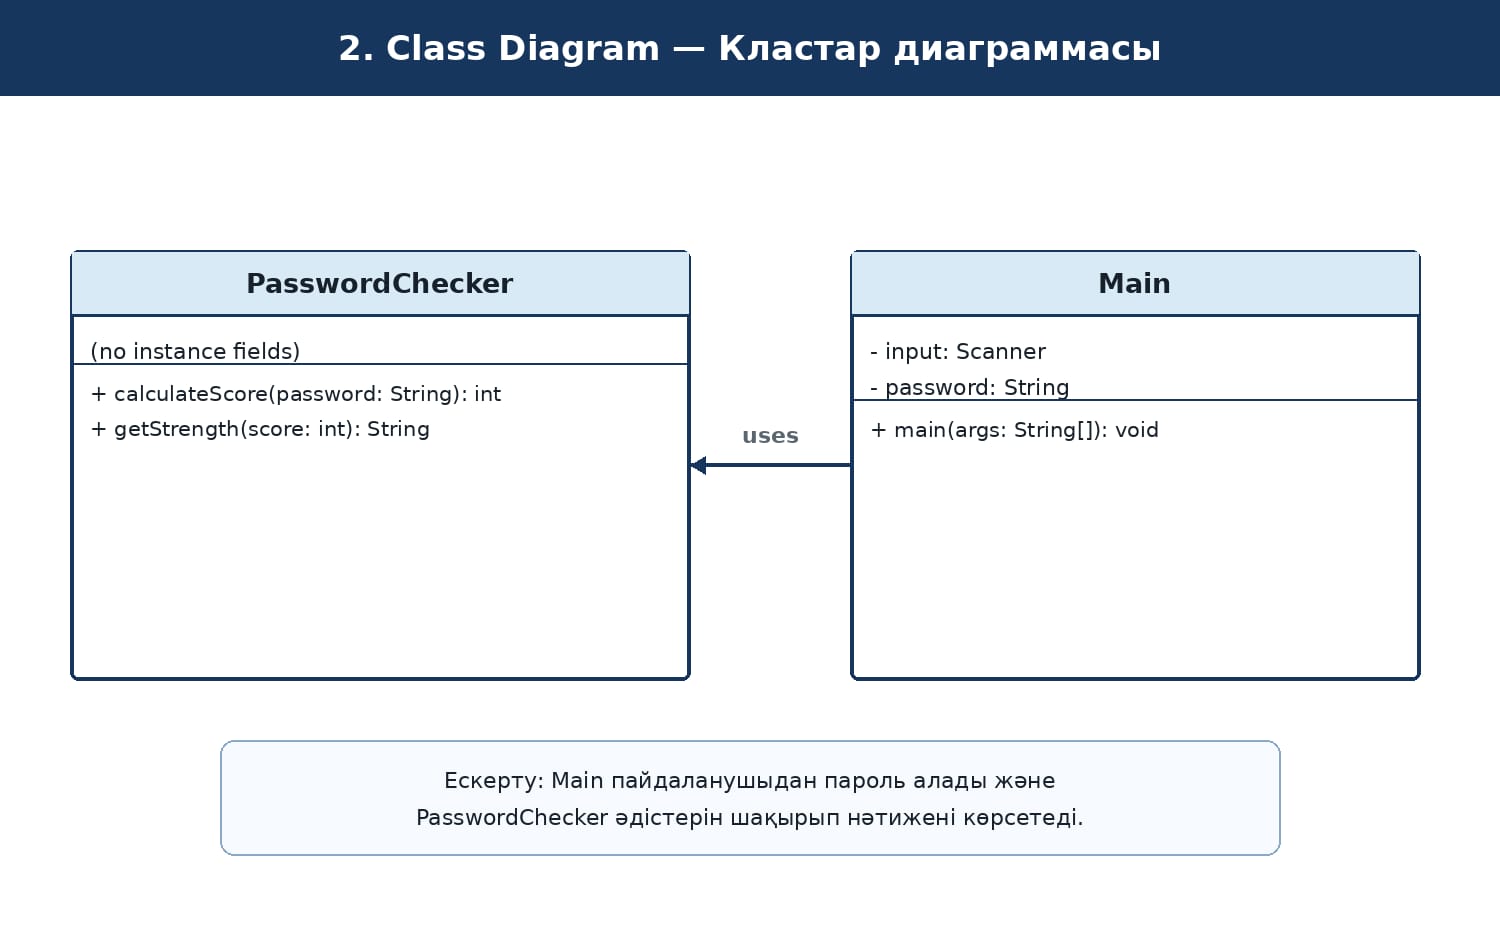 2. Class Diagram — Кластар диаграммасы
PasswordChecker
(no instance fields)
+ calculateScore(password: String): int
+ getStrength(score: int): String
uses
Main
- input: Scanner
- password: String
+ main(args: String[]): void
Ескерту: Main пайдаланушыдан пароль алады және
PasswordChecker әдістерін шақырып нәтижені көрсетеді.